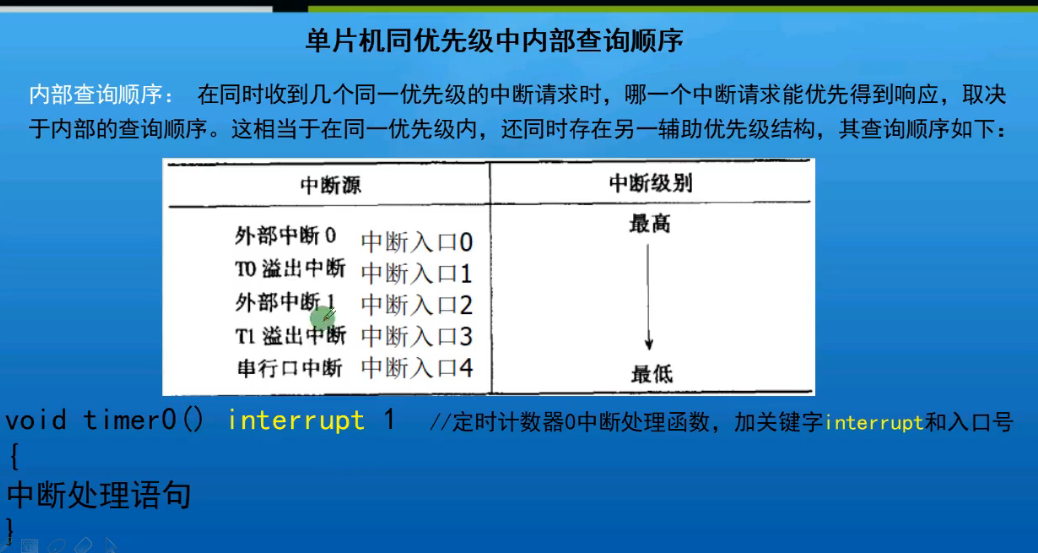 单片机同优先级中内部查询顺序
内部查询顺序： 在同时收到几个同一优先级的中断请求时，哪一个中断请求能优先得到响应，取决
于内部的查询顺序。这相当于在同一优先级内，还同时存在另一辅助优先级结构，其查询顺序如下：
中断源 中断级别
外部中断0 中断入口0 最高
T0溢出中断 中断入口1
外部中断1 中断入口2
T1溢出中断 中断入口3
串行口中断 中断入口4 最低
void timer0() interrupt 1 //定时计数器0中断处理函数，加关键字interrupt和入口号
{
中断处理语句
}